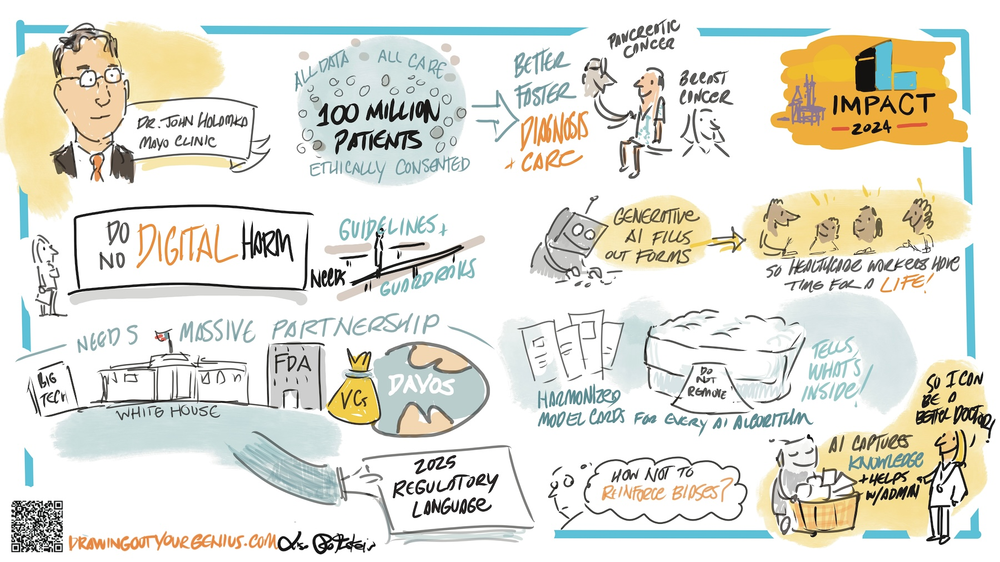 DR. JOHN HALAMKA
MAYO CLINIC
ALL DATA
ALL CARE
100 MILLION
PATIENTS
ETHICALLY CONSENTED
BETTER
FASTER
DIAGNOSIS
+ CARE
PANCREATIC
CANCER
BREAST
CANCER
IMPACT
2024
DO
NO
DIGITAL HARM
GUIDELINES +
NEEDS
GUARDRAILS
GENERATIVE
AI FILLS
OUT FORMS
SO HEALTHCARE WORKERS HAVE
TIME FOR A LIFE!
NEEDS MASSIVE PARTNERSHIP
BIG
TECH
WHITE HOUSE
FDA
VCs
DAVOS
HARMONIZED
MODEL CARDS FOR EVERY AI ALGORITHM
DO
NOT
REMOVE
TELLS
WHAT'S
INSIDE!
2025
REGULATORY
LANGUAGE
HOW NOT TO
REINFORCE BIASES?
AI CAPTURES
KNOWLEDGE
+ HELPS
W/ADMIN
SO I CAN
BE A
BETTER DOCTOR!
DRAWINGOUTYOURGENIUS.COM